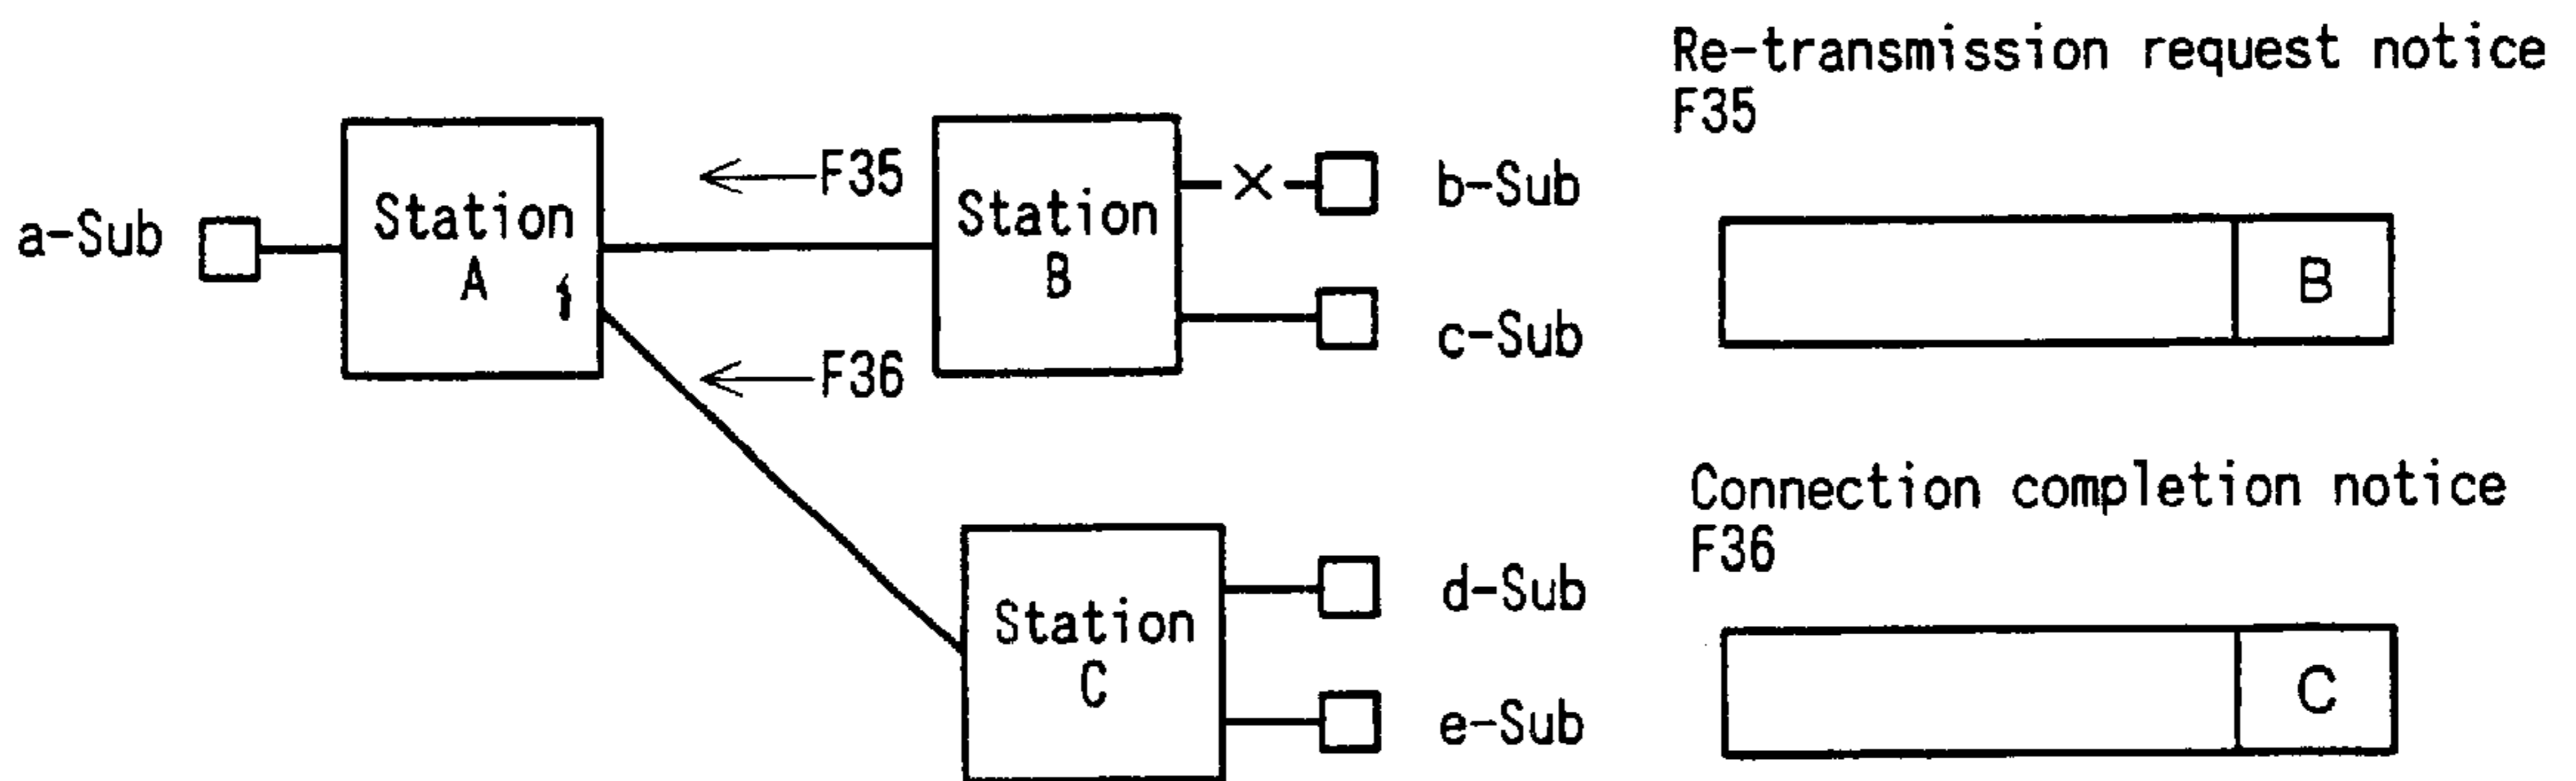 Re-transmission request notice
F35
a-Sub
Station
A
F35
F36
Station
B
b-Sub
c-Sub
B
Connection completion notice
F36
Station
C
d-Sub
e-Sub
C